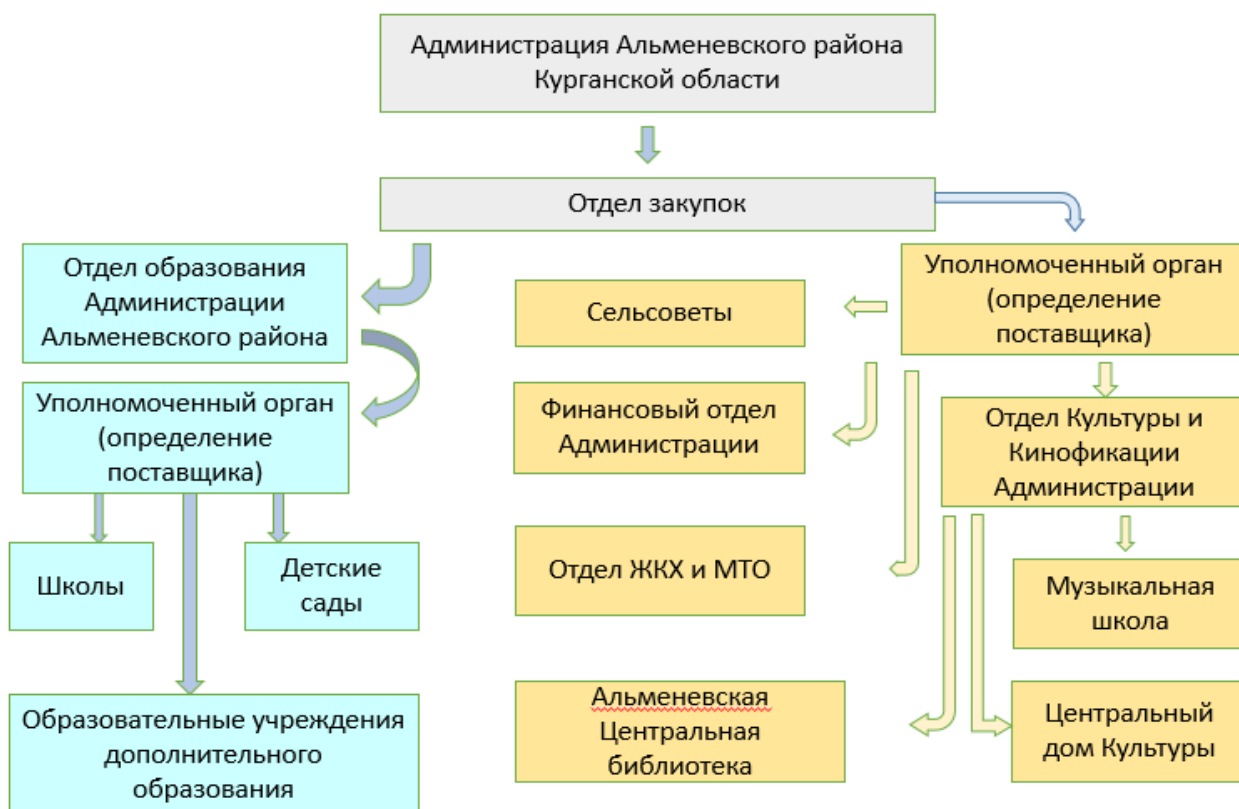 Администрация Альменевского района
Курганской области
Отдел закупок
Отдел образования
Администрации
Альменевского района
Уполномоченный орган
(определение
поставщика)
Школы
Детские
сады
Образовательные учреждения
дополнительного
образования
Сельсоветы
Финансовый отдел
Администрации
Отдел ЖКХ и МТО
Альменевская
Центральная
библиотека
Уполномоченный орган
(определение
поставщика)
Отдел Культуры и
Кинофикации
Администрации
Музыкальная
школа
Центральный
дом Культуры